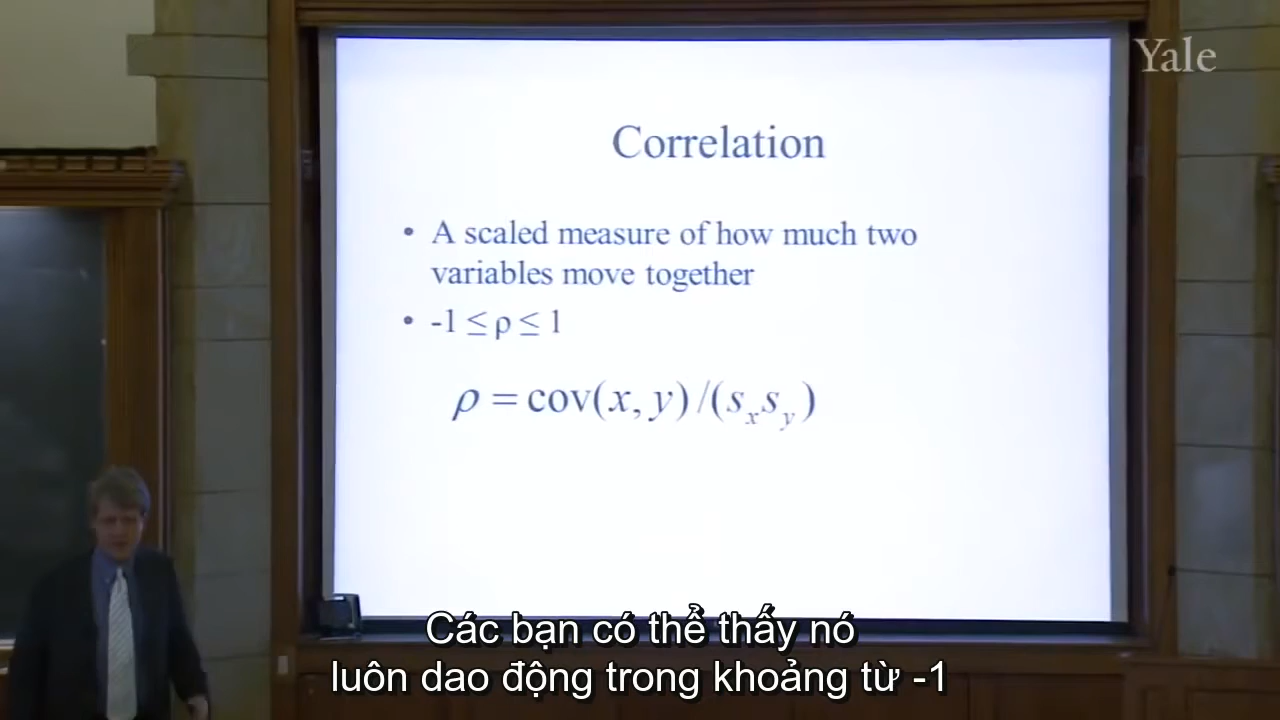 Yale
Correlation
• A scaled measure of how much two
variables move together
• -1 ≤ ρ ≤ 1
ρ = cov(x, y)/(sₓsᵧ)
Các bạn có thể thấy nó
luôn dao động trong khoảng từ -1